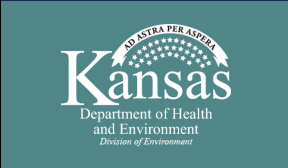 AD ASTRA PER ASPERA
Kansas
Department of Health
and Environment
Division of Environment